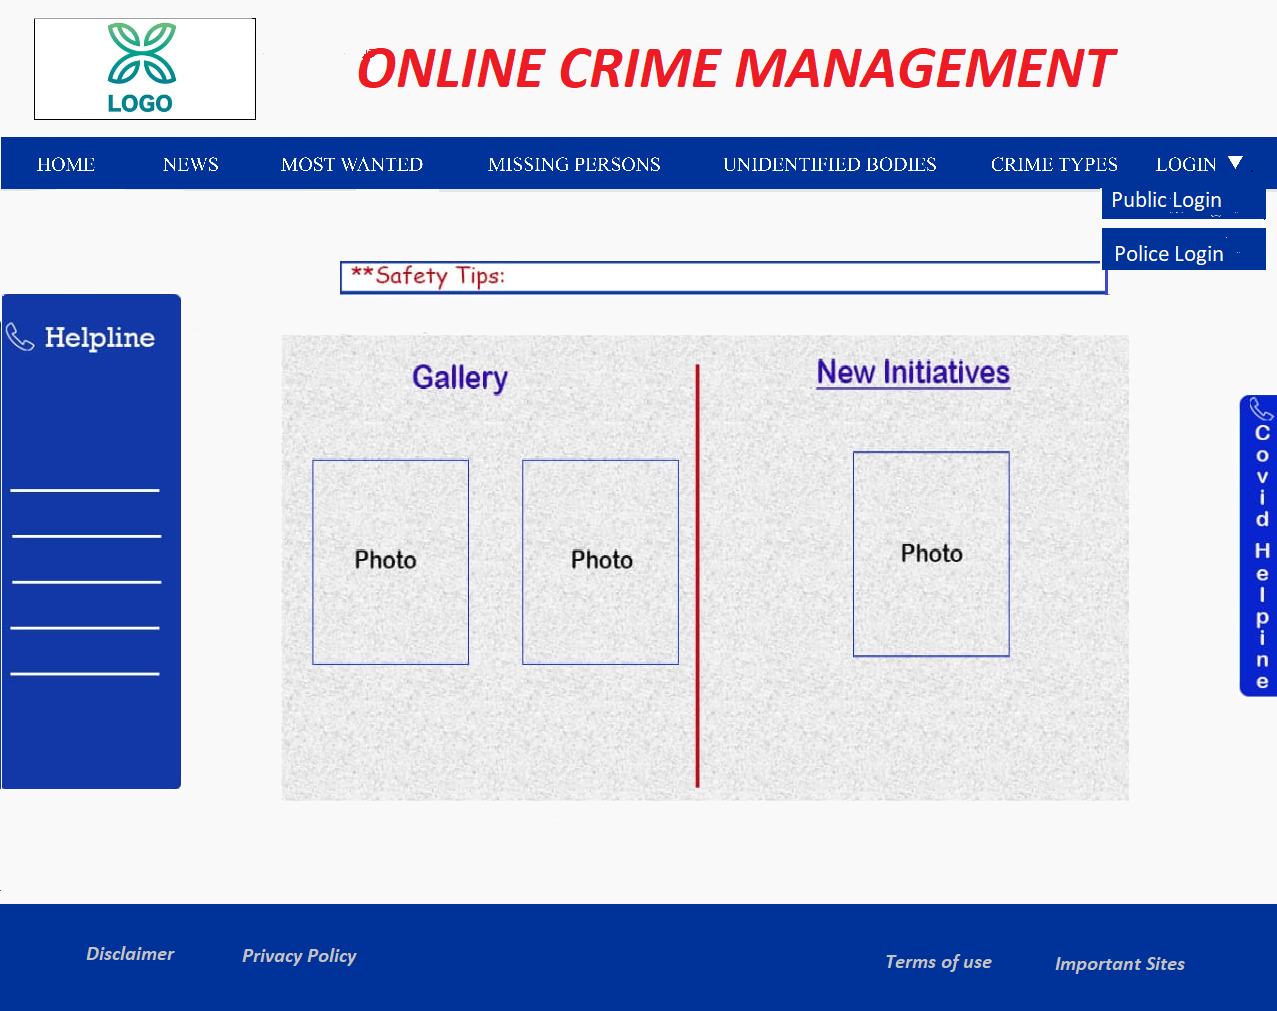 LOGO
ONLINE CRIME MANAGEMENT
HOME NEWS MOST WANTED MISSING PERSONS UNIDENTIFIED BODIES CRIME TYPES LOGIN ▼
Public Login
Police Login
**Safety Tips:
Helpline
Gallery
New Initiatives
Photo
Photo
Photo
Covid Helpine
Disclaimer
Privacy Policy
Terms of use
Important Sites